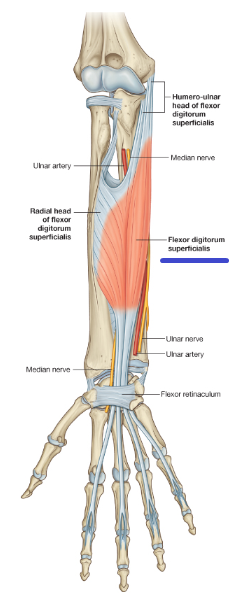 Humero-ulnar
head of flexor
digitorum
superficialis
Median nerve
Ulnar artery
Radial head
of flexor
digitorum
superficialis
Flexor digitorum
superficialis
Ulnar nerve
Ulnar artery
Median nerve
Flexor retinaculum